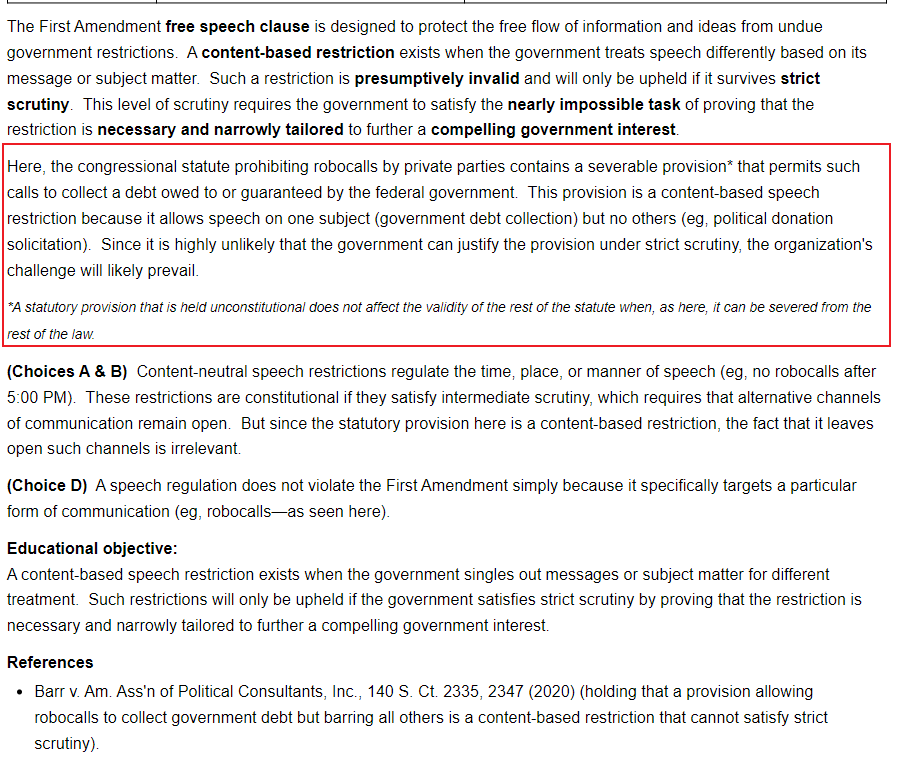 The First Amendment free speech clause is designed to protect the free flow of information and ideas from undue
government restrictions.  A content-based restriction exists when the government treats speech differently based on its
message or subject matter.  Such a restriction is presumptively invalid and will only be upheld if it survives strict
scrutiny.  This level of scrutiny requires the government to satisfy the nearly impossible task of proving that the
restriction is necessary and narrowly tailored to further a compelling government interest.
Here, the congressional statute prohibiting robocalls by private parties contains a severable provision* that permits such
calls to collect a debt owed to or guaranteed by the federal government.  This provision is a content-based speech
restriction because it allows speech on one subject (government debt collection) but no others (eg, political donation
solicitation).  Since it is highly unlikely that the government can justify the provision under strict scrutiny, the organization's
challenge will likely prevail.
*A statutory provision that is held unconstitutional does not affect the validity of the rest of the statute when, as here, it can be severed from the
rest of the law.
(Choices A & B)  Content-neutral speech restrictions regulate the time, place, or manner of speech (eg, no robocalls after
5:00 PM).  These restrictions are constitutional if they satisfy intermediate scrutiny, which requires that alternative channels
of communication remain open.  But since the statutory provision here is a content-based restriction, the fact that it leaves
open such channels is irrelevant.
(Choice D)  A speech regulation does not violate the First Amendment simply because it specifically targets a particular
form of communication (eg, robocalls—as seen here).
Educational objective:
A content-based speech restriction exists when the government singles out messages or subject matter for different
treatment.  Such restrictions will only be upheld if the government satisfies strict scrutiny by proving that the restriction is
necessary and narrowly tailored to further a compelling government interest.
References
• Barr v. Am. Ass'n of Political Consultants, Inc., 140 S. Ct. 2335, 2347 (2020) (holding that a provision allowing
robocalls to collect government debt but barring all others is a content-based restriction that cannot satisfy strict
scrutiny).